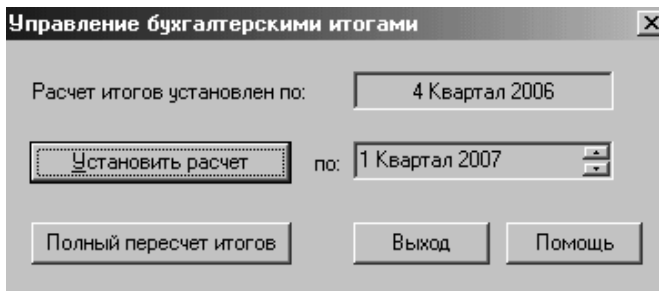 Управление бухгалтерскими итогами
Расчет итогов установлен по: 4 Квартал 2006
Установить расчет по: 1 Квартал 2007
Полный пересчет итогов Выход Помощь